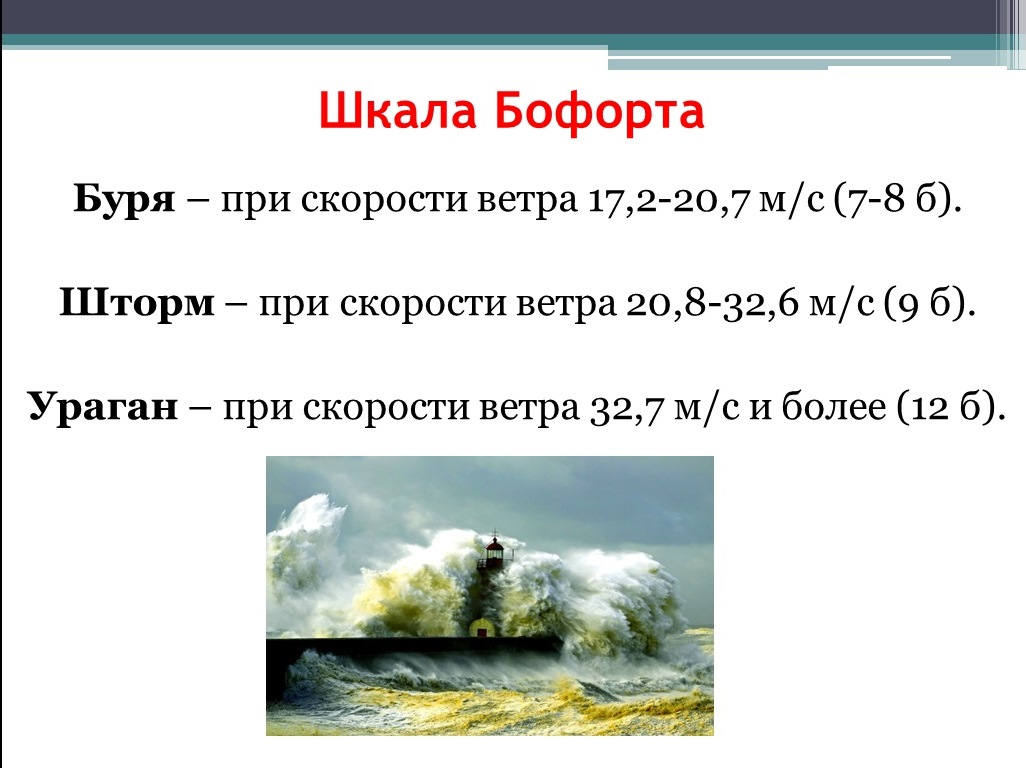 Шкала Бофорта
Буря – при скорости ветра 17,2-20,7 м/с (7-8 б).
Шторм – при скорости ветра 20,8-32,6 м/с (9 б).
Ураган – при скорости ветра 32,7 м/с и более (12 б).